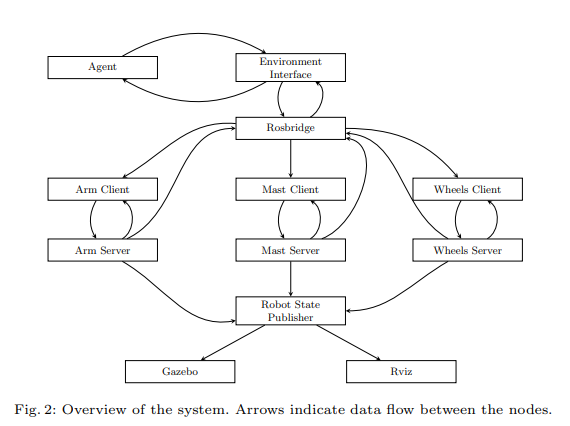 Agent
Environment
Interface
Rosbridge
Arm Client
Mast Client
Wheels Client
Arm Server
Mast Server
Wheels Server
Robot State
Publisher
Gazebo
Rviz
Fig. 2: Overview of the system. Arrows indicate data flow between the nodes.